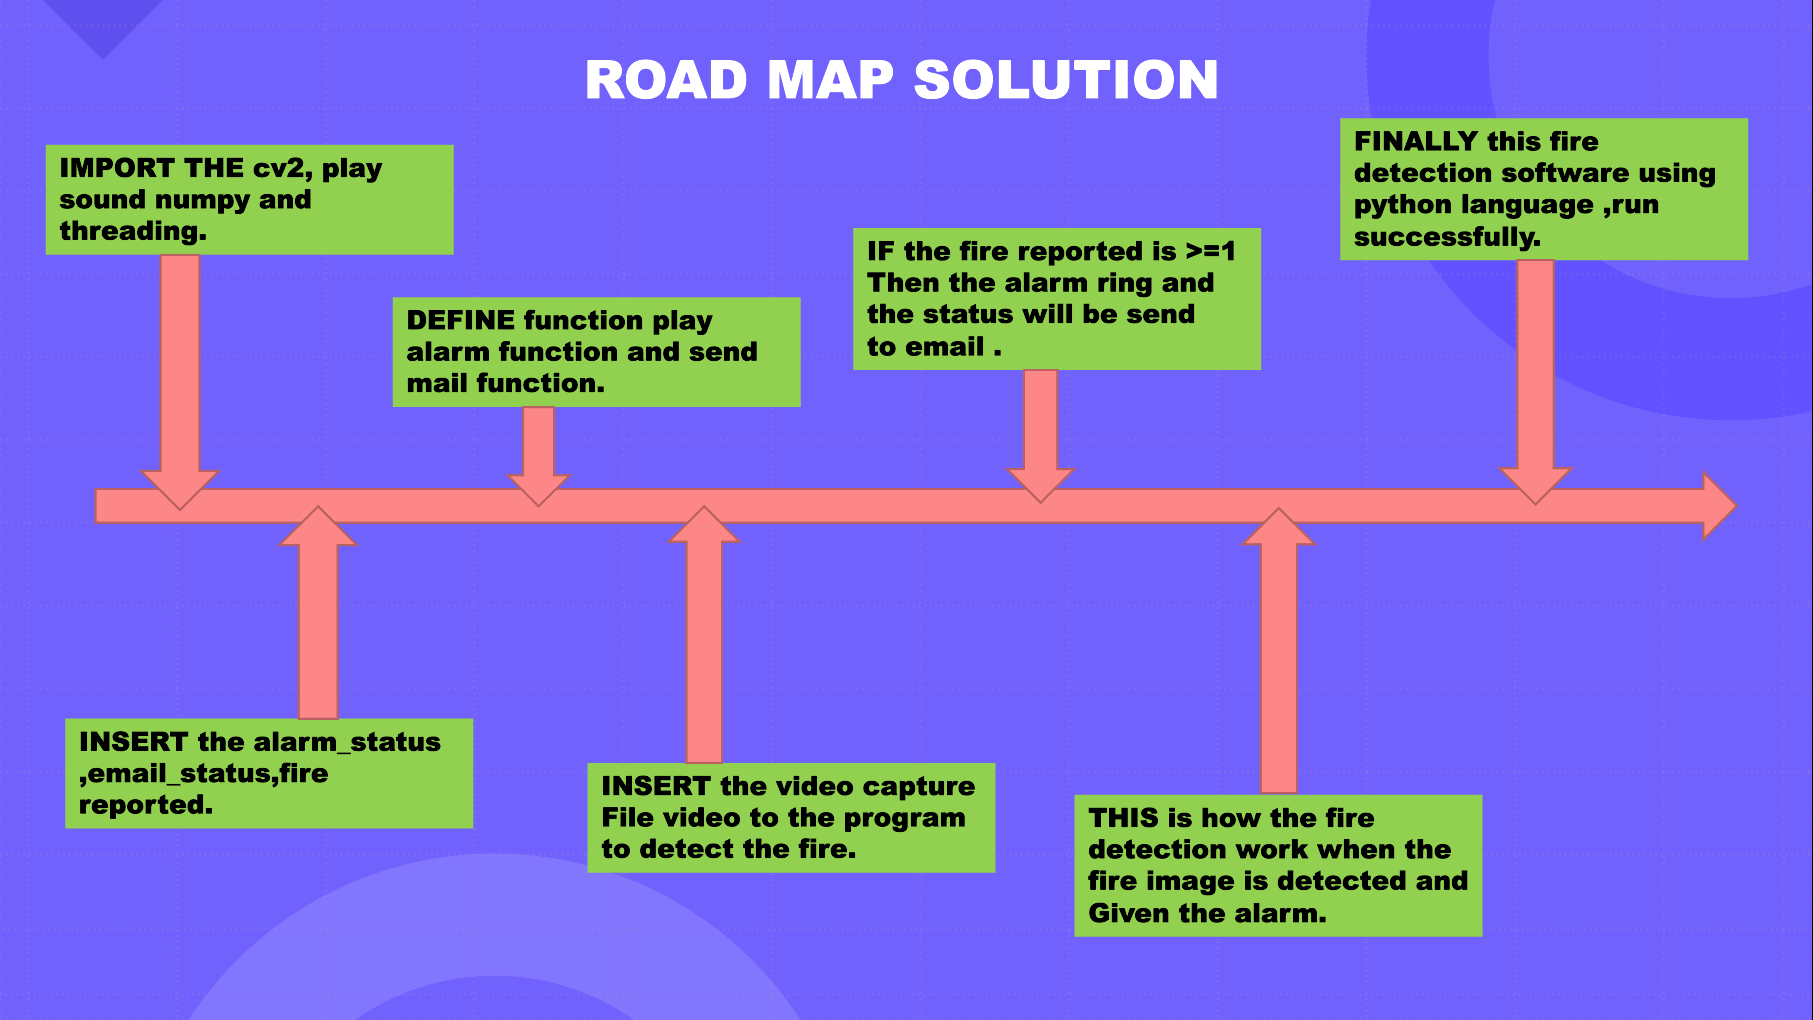 ROAD MAP SOLUTION
IMPORT THE cv2, play
sound numpy and
threading.
INSERT the alarm_status
,email_status,fire
reported.
DEFINE function play
alarm function and send
mail function.
INSERT the video capture
File video to the program
to detect the fire.
IF the fire reported is >=1
Then the alarm ring and
the status will be send
to email .
THIS is how the fire
detection work when the
fire image is detected and
Given the alarm.
FINALLY this fire
detection software using
python language ,run
successfully.